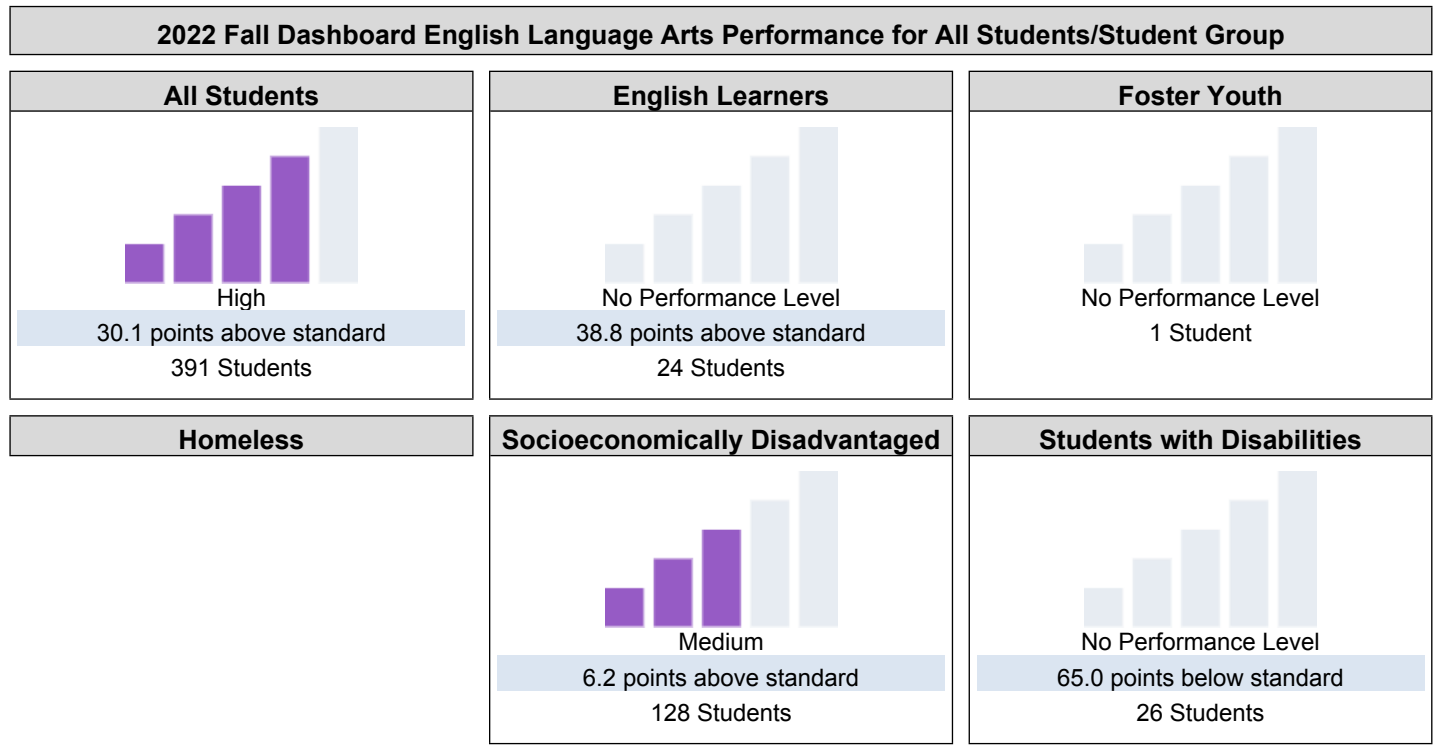 2022 Fall Dashboard English Language Arts Performance for All Students/Student Group
All Students
High
30.1 points above standard
391 Students
English Learners
No Performance Level
38.8 points above standard
24 Students
Foster Youth
No Performance Level
1 Student
Homeless
Socioeconomically Disadvantaged
Medium
6.2 points above standard
128 Students
Students with Disabilities
No Performance Level
65.0 points below standard
26 Students